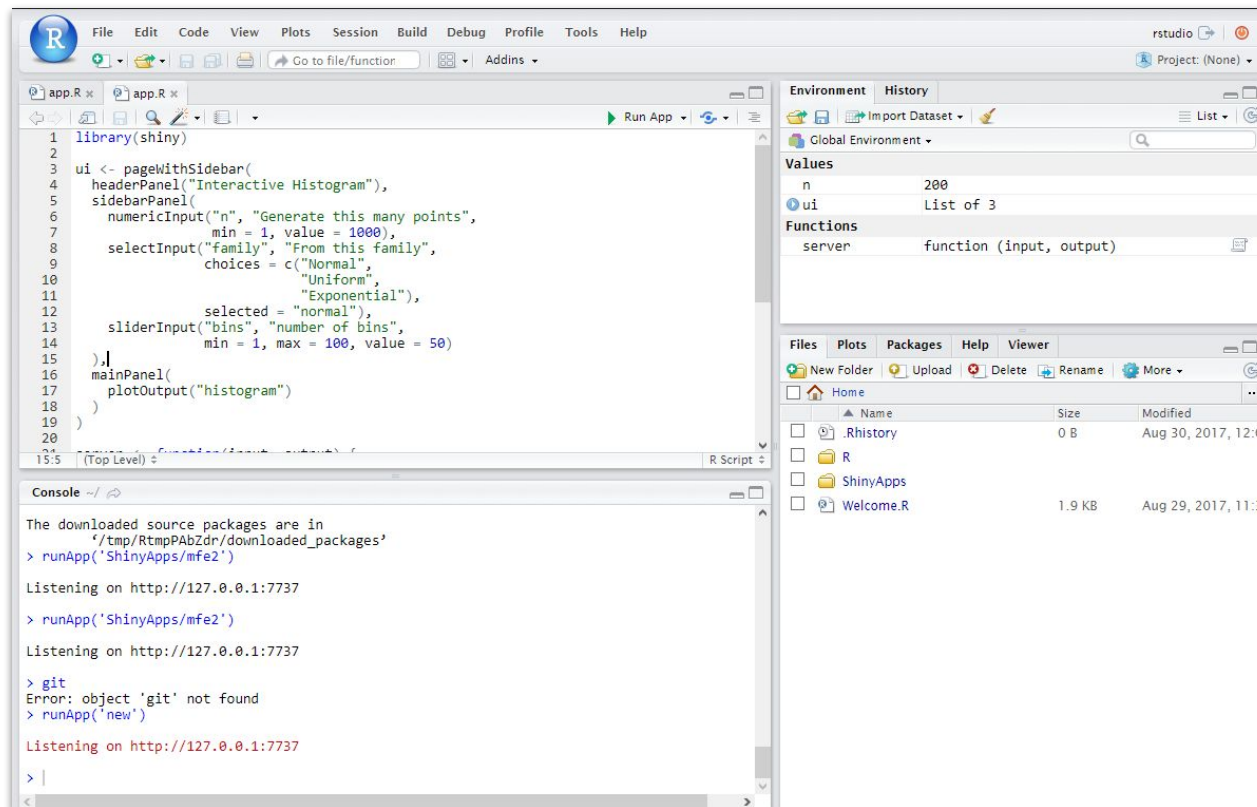 R File Edit Code View Plots Session Build Debug Profile Tools Help rstudio
Go to file/function Addins Project: (None)
app.R app.R
Run App
1 library(shiny)
2
3 ui <- pageWithSidebar(
4 headerPanel("Interactive Histogram"),
5 sidebarPanel(
6 numericInput("n", "Generate this many points",
7 min = 1, value = 1000),
8 selectInput("family", "From this family",
9 choices = c("Normal",
10 "Uniform",
11 "Exponential"),
12 selected = "normal"),
13 sliderInput("bins", "number of bins",
14 min = 1, max = 100, value = 50)
15 ),
16 mainPanel(
17 plotOutput("histogram")
18 )
19 )
20
15:5 (Top Level) R Script
Console ~/
The downloaded source packages are in
‘/tmp/RtmpPAbZdr/downloaded_packages’
> runApp('ShinyApps/mfe2')
Listening on http://127.0.0.1:7737
> runApp('ShinyApps/mfe2')
Listening on http://127.0.0.1:7737
> git
Error: object 'git' not found
> runApp('new')
Listening on http://127.0.0.1:7737
>
Environment History
Import Dataset List
Global Environment
Values
n 200
ui List of 3
Functions
server function (input, output)
Files Plots Packages Help Viewer
New Folder Upload Delete Rename More
Home
Name Size Modified
.Rhistory 0 B Aug 30, 2017, 12:
R
ShinyApps
Welcome.R 1.9 KB Aug 29, 2017, 11: